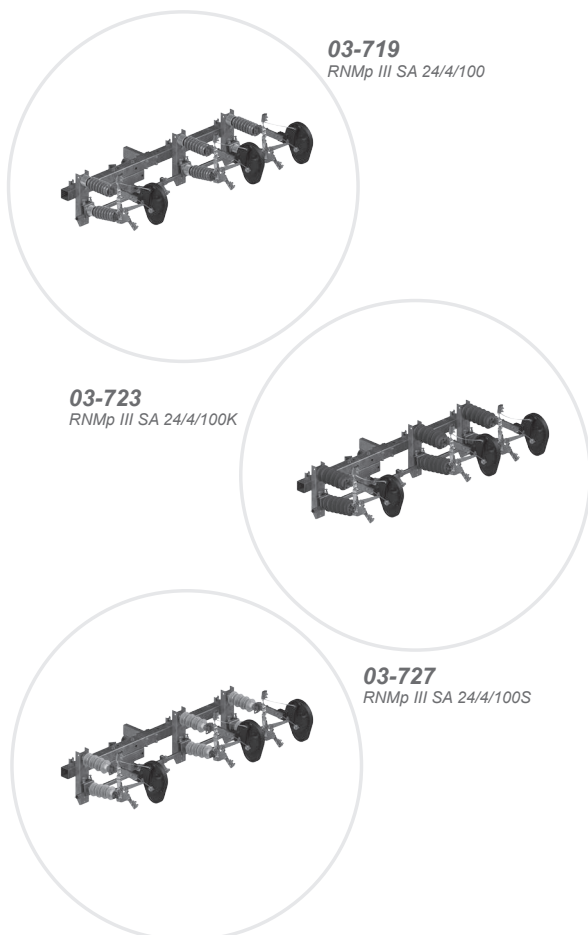 03-719
RNMp III SA 24/4/100
03-723
RNMp III SA 24/4/100K
03-727
RNMp III SA 24/4/100S